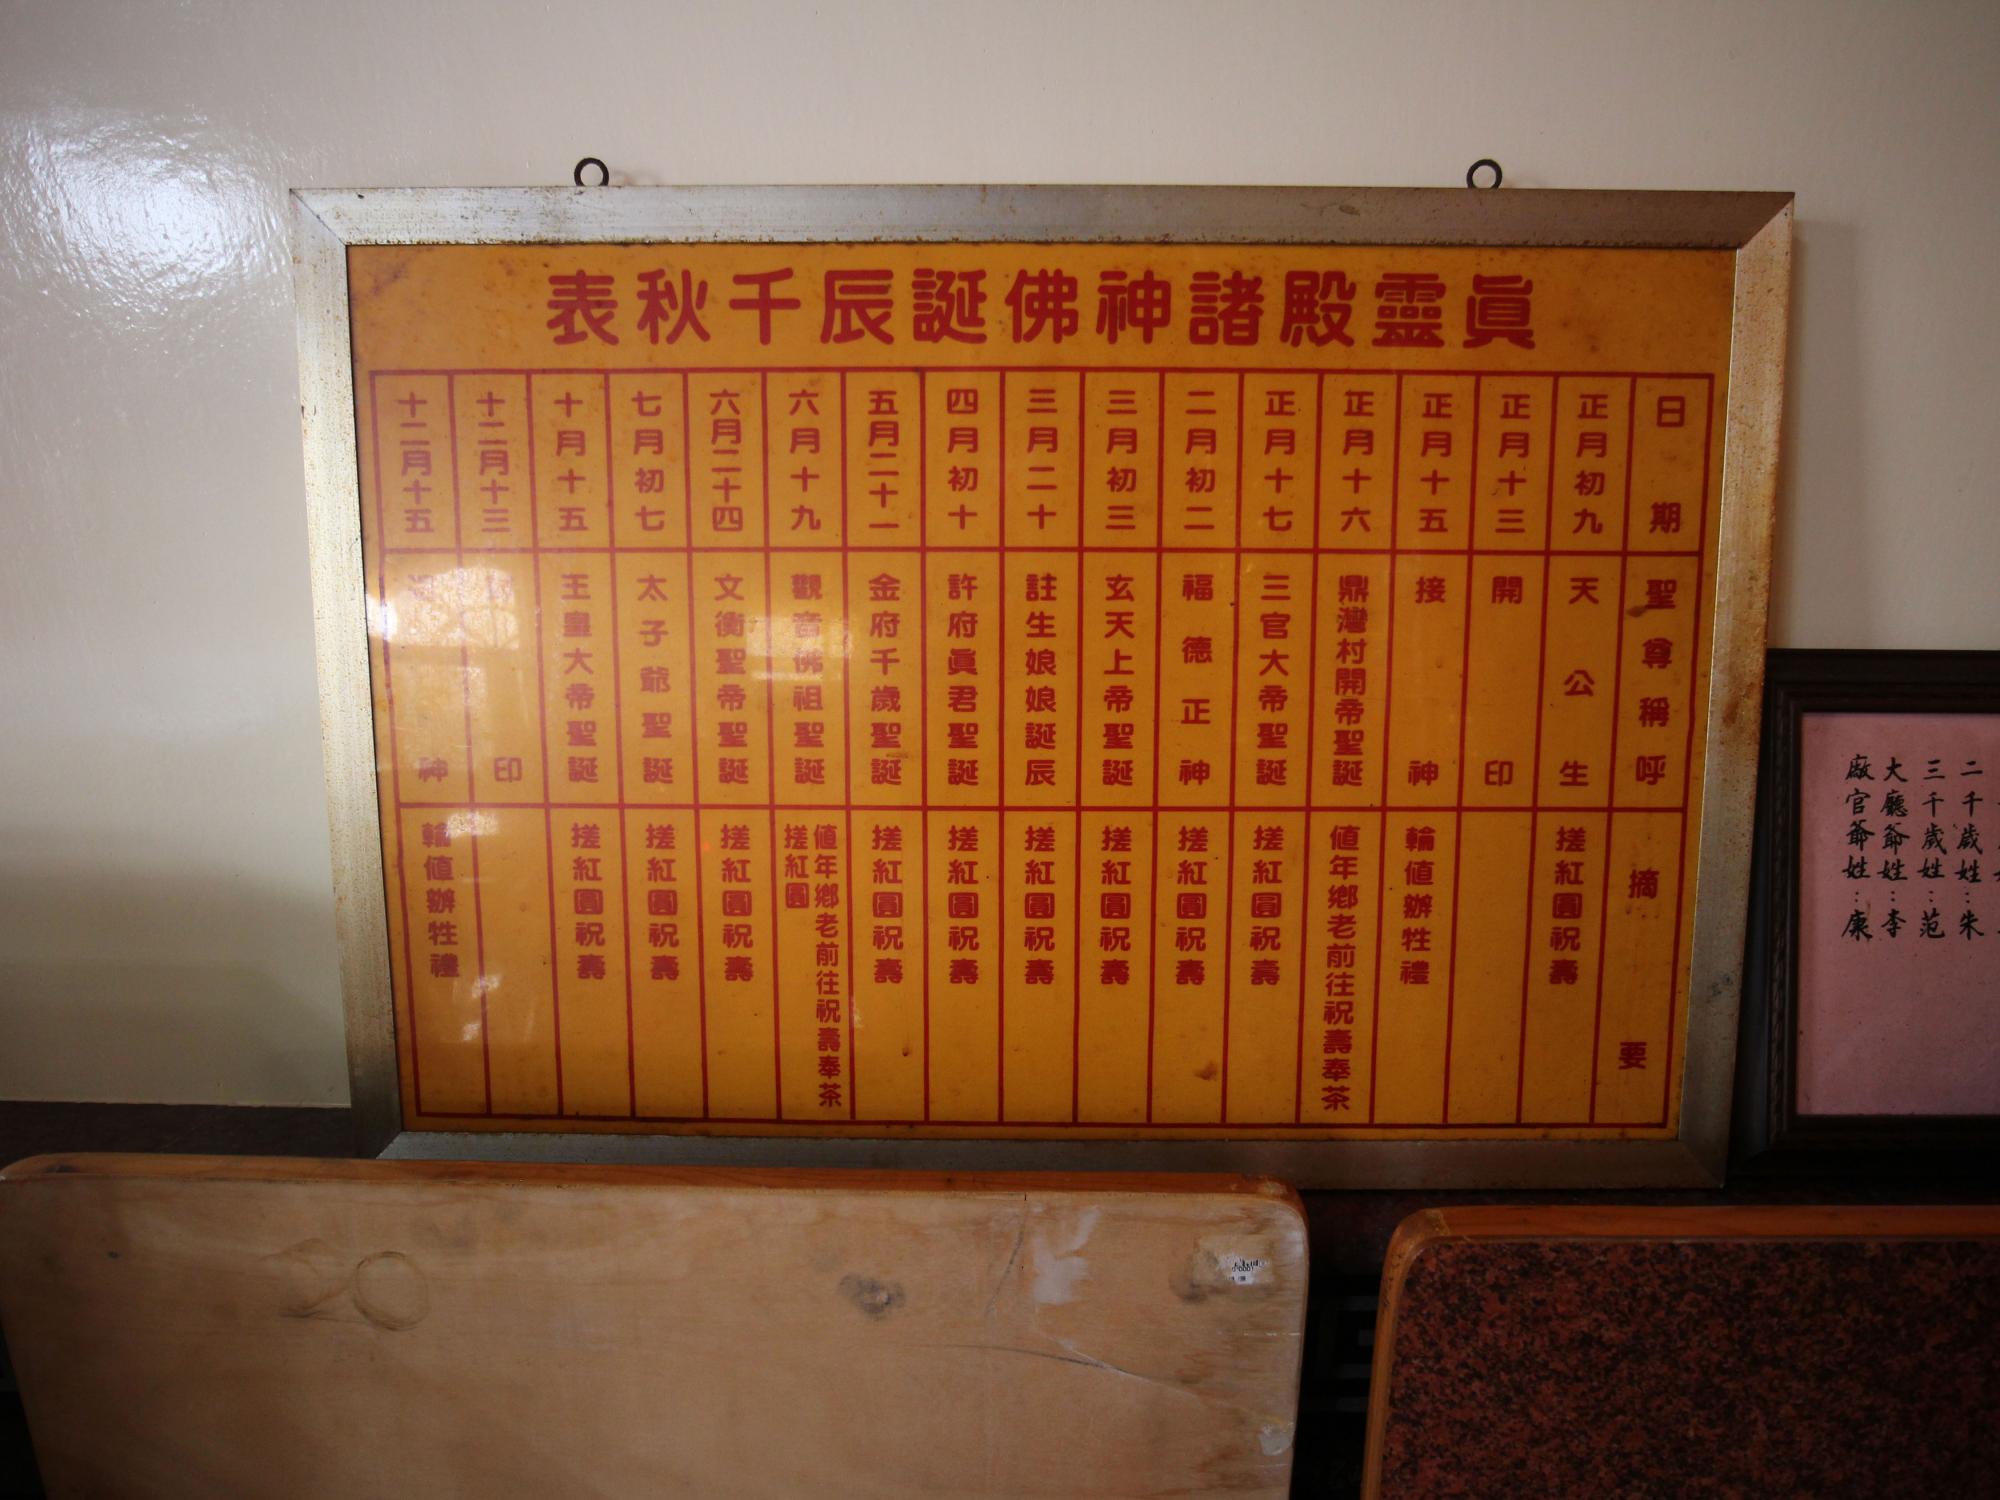 眞靈殿諸神佛誕辰千秋表
日期 聖尊稱呼 摘要
正月初九 天公生 搓紅圓祝壽
正月十三 開印
正月十五 接神 輪值辦牲禮
正月十六 鼎灣村開帝聖誕 值年鄉老前往祝壽奉茶
正月十七 三官大帝聖誕 搓紅圓祝壽
二月初二 福德正神 搓紅圓祝壽
三月初三 玄天上帝聖誕 搓紅圓祝壽
三月二十 註生娘娘誕辰 搓紅圓祝壽
四月初十 許府眞君聖誕 搓紅圓祝壽
五月二十一 金府千歲聖誕 搓紅圓祝壽
六月十九 觀音佛祖聖誕 值年鄉老前往祝壽奉茶
搓紅圓
六月二十四 文衡聖帝聖誕 搓紅圓祝壽
七月初七 太子爺聖誕 搓紅圓祝壽
十月十五 王皇大帝聖誕 搓紅圓祝壽
十二月十三 封印
十二月十五 送神 輪值辦牲禮
二千歲姓:朱
三千歲姓:范
大廳爺姓:李
廠官爺姓:康